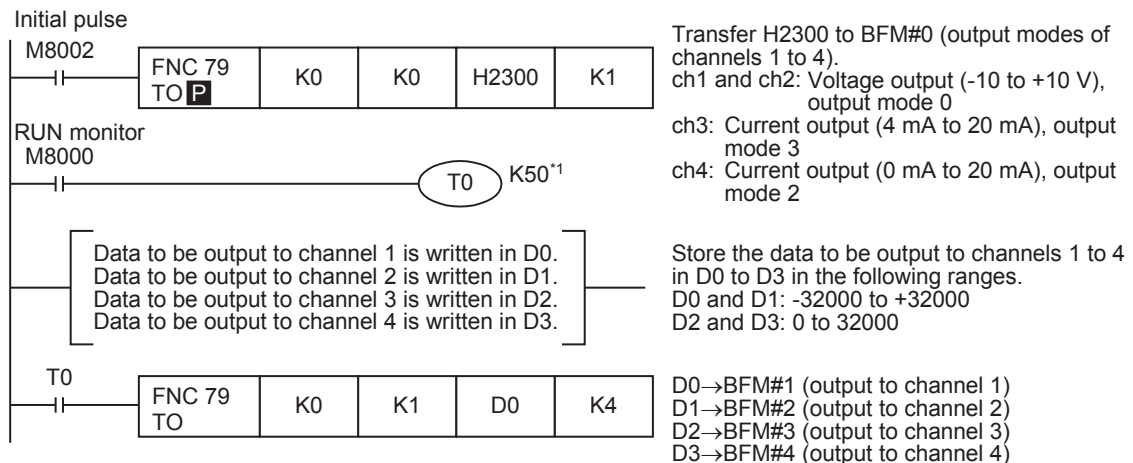 Initial pulse
M8002
FNC 79
TO P
K0
K0
H2300
K1
Transfer H2300 to BFM#0 (output modes of
channels 1 to 4).
ch1 and ch2: Voltage output (-10 to +10 V),
output mode 0
ch3: Current output (4 mA to 20 mA), output
mode 3
ch4: Current output (0 mA to 20 mA), output
mode 2
RUN monitor
M8000
T0
K50*1
Data to be output to channel 1 is written in D0.
Data to be output to channel 2 is written in D1.
Data to be output to channel 3 is written in D2.
Data to be output to channel 4 is written in D3.
Store the data to be output to channels 1 to 4
in D0 to D3 in the following ranges.
D0 and D1: -32000 to +32000
D2 and D3: 0 to 32000
T0
FNC 79
TO
K0
K1
D0
K4
D0→BFM#1 (output to channel 1)
D1→BFM#2 (output to channel 2)
D2→BFM#3 (output to channel 3)
D3→BFM#4 (output to channel 4)